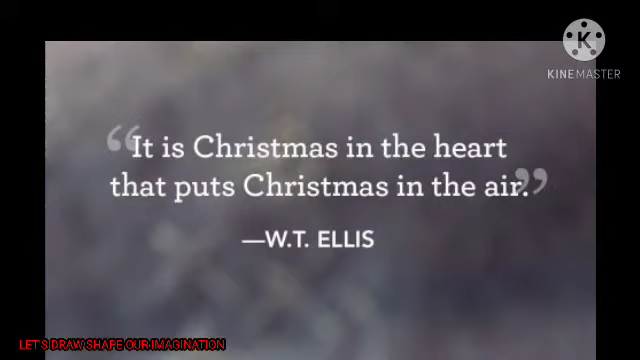 KINEMASTER
“It is Christmas in the heart
that puts Christmas in the air.”
—W.T. ELLIS
LET'S DRAW SHAPE OUR IMAGINATION